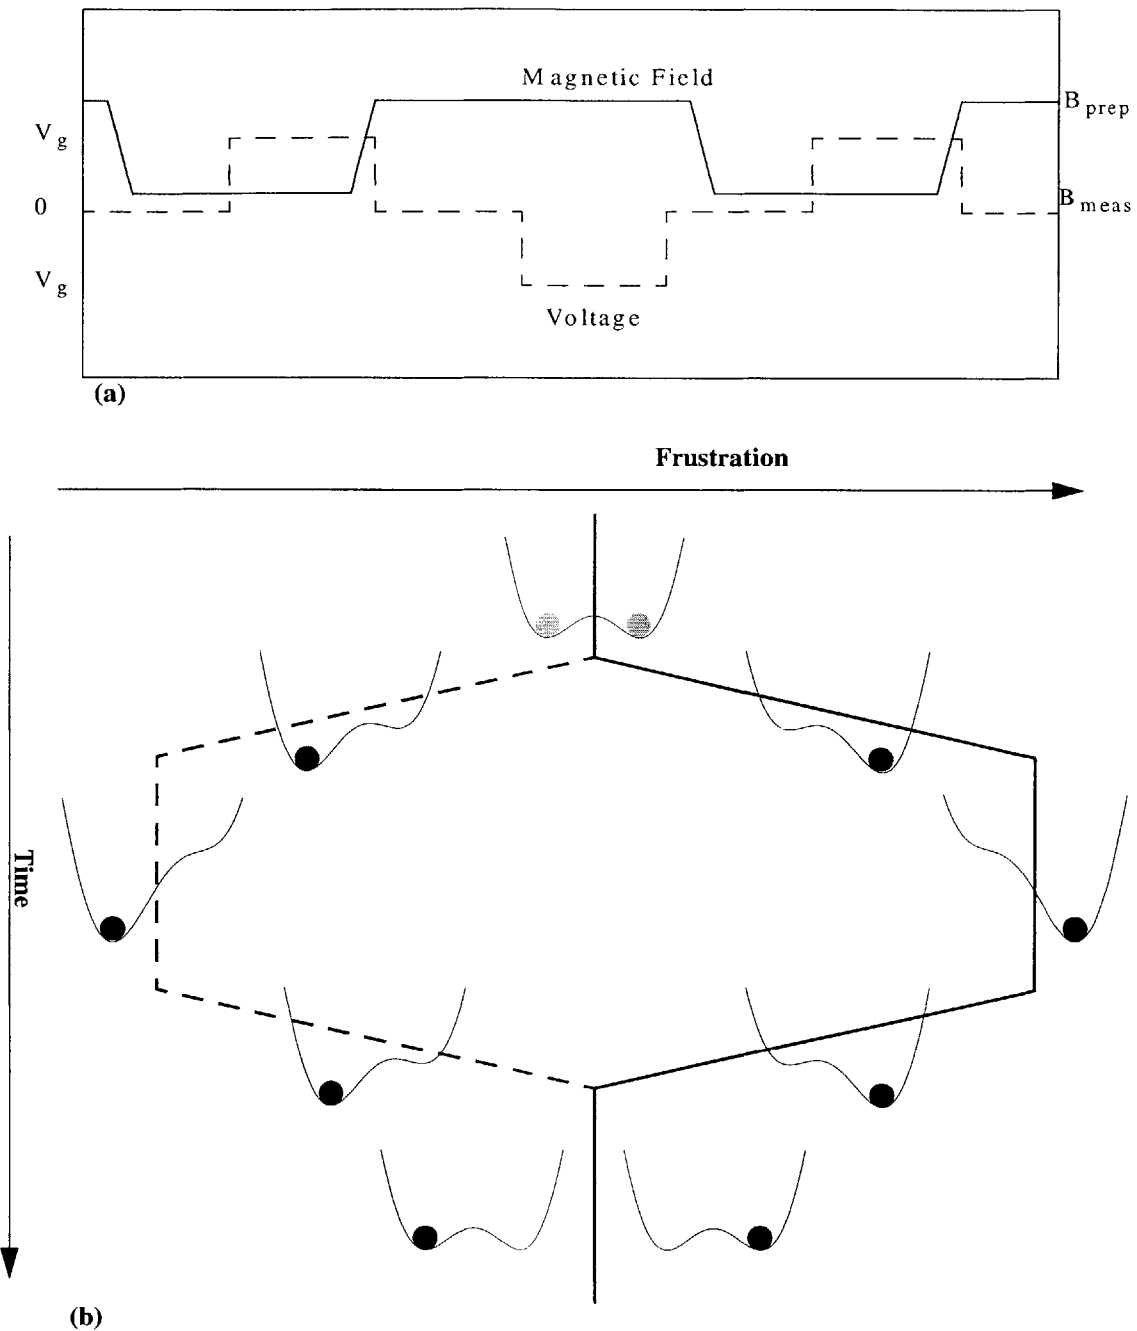 Magnetic Field
B prep
V g
0
B meas
V g
Voltage
(a)
Frustration
Time
(b)